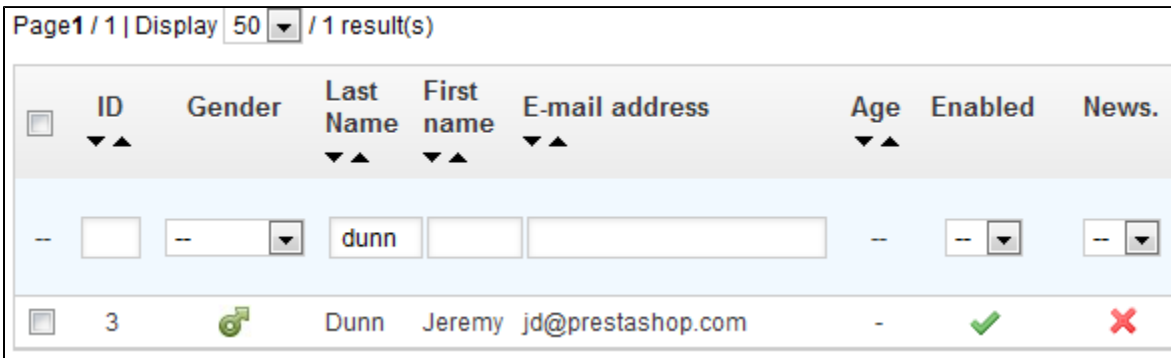 Page1 / 1 | Display 50 / 1 result(s)
ID Gender Last Name First name E-mail address Age Enabled News.
-- -- dunn -- -- --
3 Dunn Jeremy jd@prestashop.com -